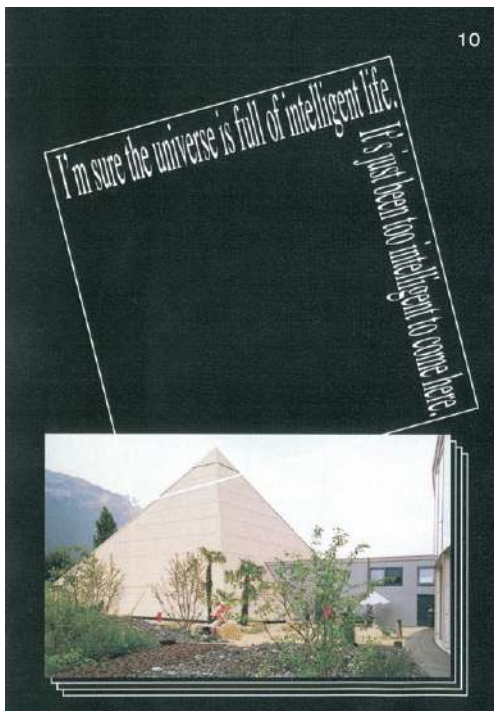 10
I'm sure the universe is full of intelligent life.
It's just been too intelligent to come here.